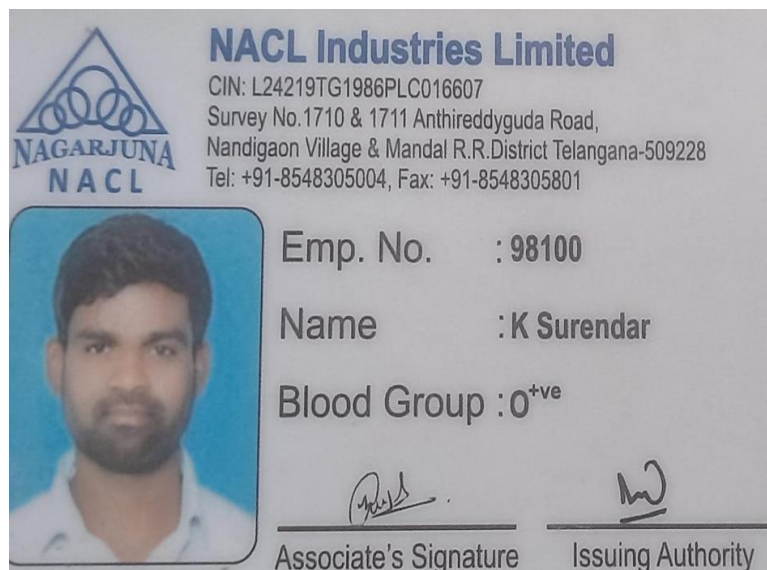 NACL Industries Limited
CIN: L24219TG1986PLC016607
Survey No.1710 & 1711 Anthireddyguda Road,
Nandigaon Village & Mandal R.R.District Telangana-509228
Tel: +91-8548305004, Fax: +91-8548305801
NAGARJUNA
NACL
Emp. No. : 98100
Name : K Surendar
Blood Group : O+ve
Associate's Signature Issuing Authority